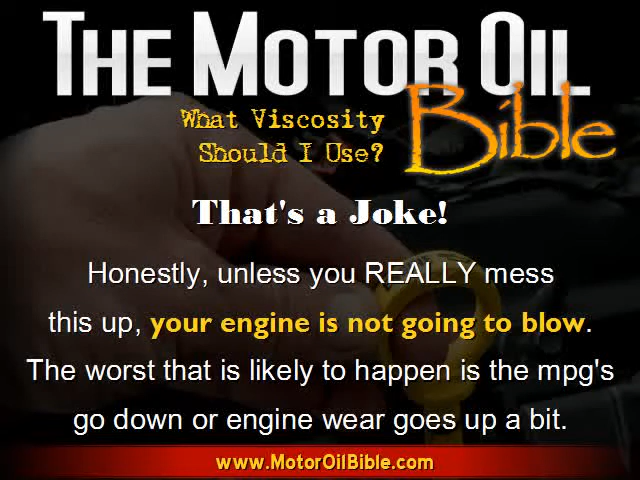 THE MOTOR OIL
Bible
What Viscosity
Should I Use?
That's a Joke!
Honestly, unless you REALLY mess
this up, your engine is not going to blow.
The worst that is likely to happen is the mpg's
go down or engine wear goes up a bit.
www.MotorOilBible.com